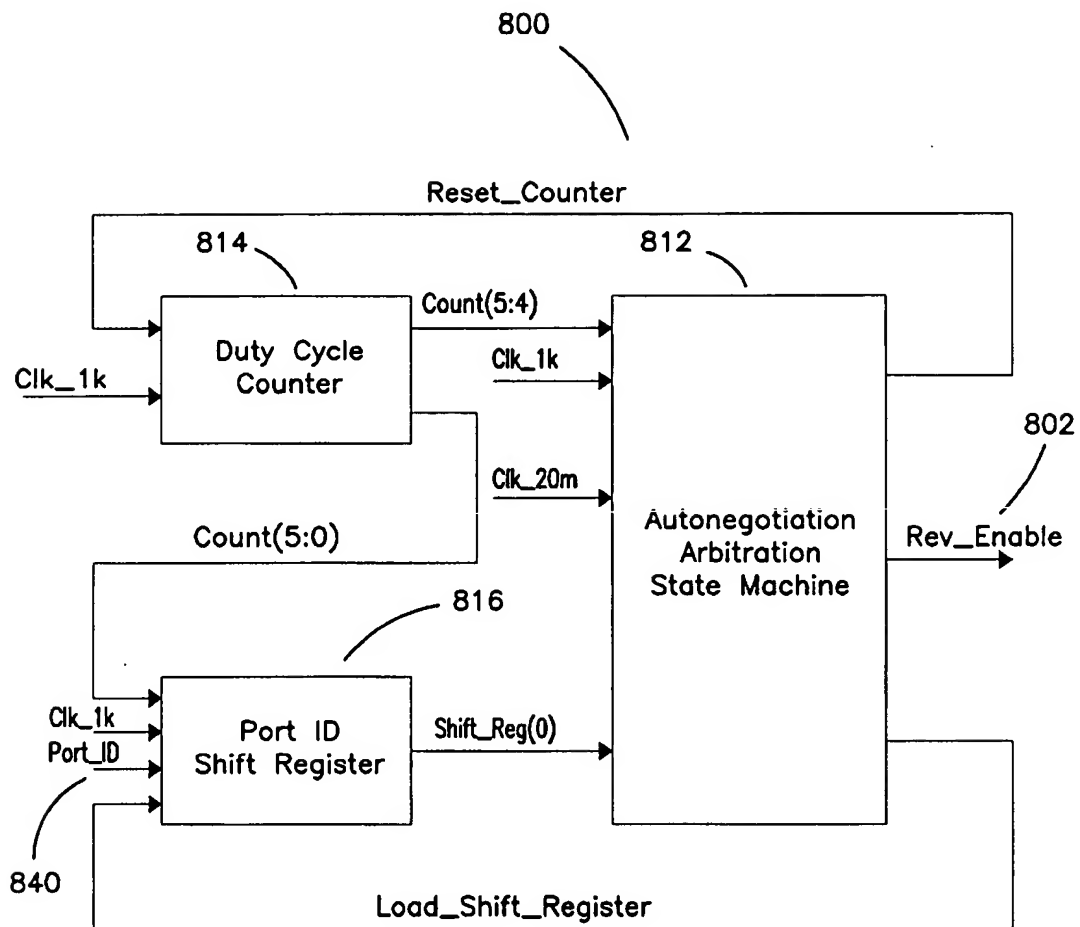 800
Reset_Counter
814
812
Count(5:4)
Duty Cycle
Counter
Clk_1k
Clk_1k
802
Clk_20m
Autonegotiation
Arbitration
State Machine
Rev_Enable
Count(5:0)
816
Clk_1k
Port_ID
Port ID
Shift Register
Shift_Reg(0)
840
Load_Shift_Register